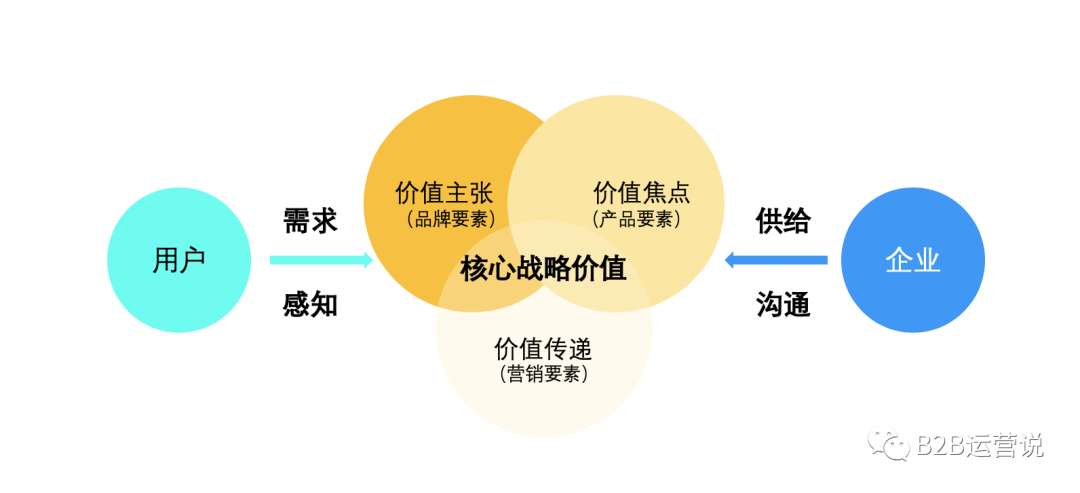 价值主张
（品牌要素）
价值焦点
（产品要素）
需求
供给
用户
核心战略价值
企业
感知
沟通
价值传递
（营销要素）
B2B运营说